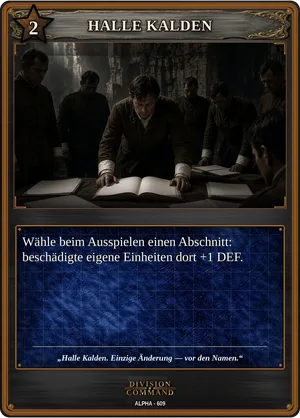 2
HALLE KALDEN
Wähle beim Ausspielen einen Abschnitt:
beschädigte eigene Einheiten dort +1 DEF.
„Halle Kalden. Einzige Änderung — vor den Namen.“
DIVISION
COMMAND
ALPHA - 609